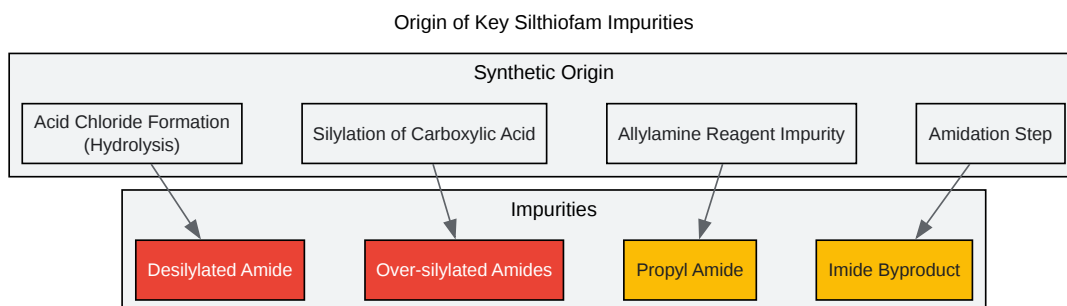 Origin of Key Silthiofam Impurities
Synthetic Origin
Acid Chloride Formation
(Hydrolysis)
Silylation of Carboxylic Acid
Allylamine Reagent Impurity
Amidation Step
Impurities
Desilylated Amide
Over-silylated Amides
Propyl Amide
Imide Byproduct